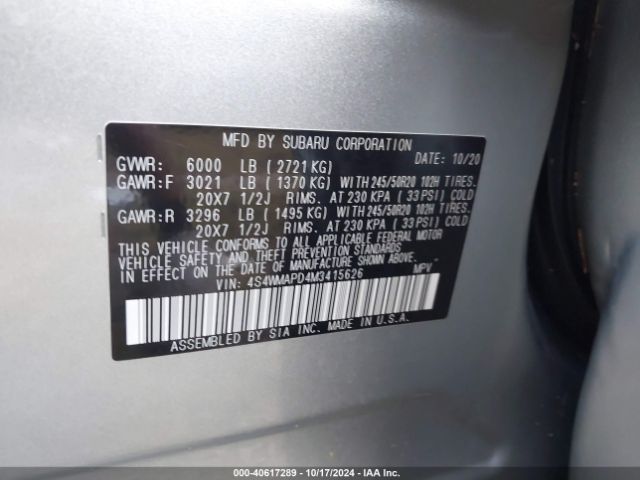 MFD BY SUBARU CORPORATION
GVWR: 6000 LB ( 2721 KG) DATE: 10/20
GAWR:F 3021 LB ( 1370 KG) WITH 245/50R20 102H TIRES.
20X7 1/2J RIMS. AT 230 KPA ( 33 PSI) COLD
GAWR:R 3296 LB ( 1495 KG) WITH 245/50R20 102H TIRES.
20X7 1/2J RIMS. AT 230 KPA ( 33 PSI) COLD
THIS VEHICLE CONFORMS TO ALL APPLICABLE FEDERAL MOTOR
VEHICLE SAFETY AND THEFT PREVENTION STANDARDS
IN EFFECT ON THE DATE OF MANUFACTURE SHOWN ABOVE.
VIN: 4S4WMAPD4M3415626 MPV
ASSEMBLED BY SIA INC. MADE IN U.S.A.
000-40617289 - 10/17/2024 - IAA Inc.